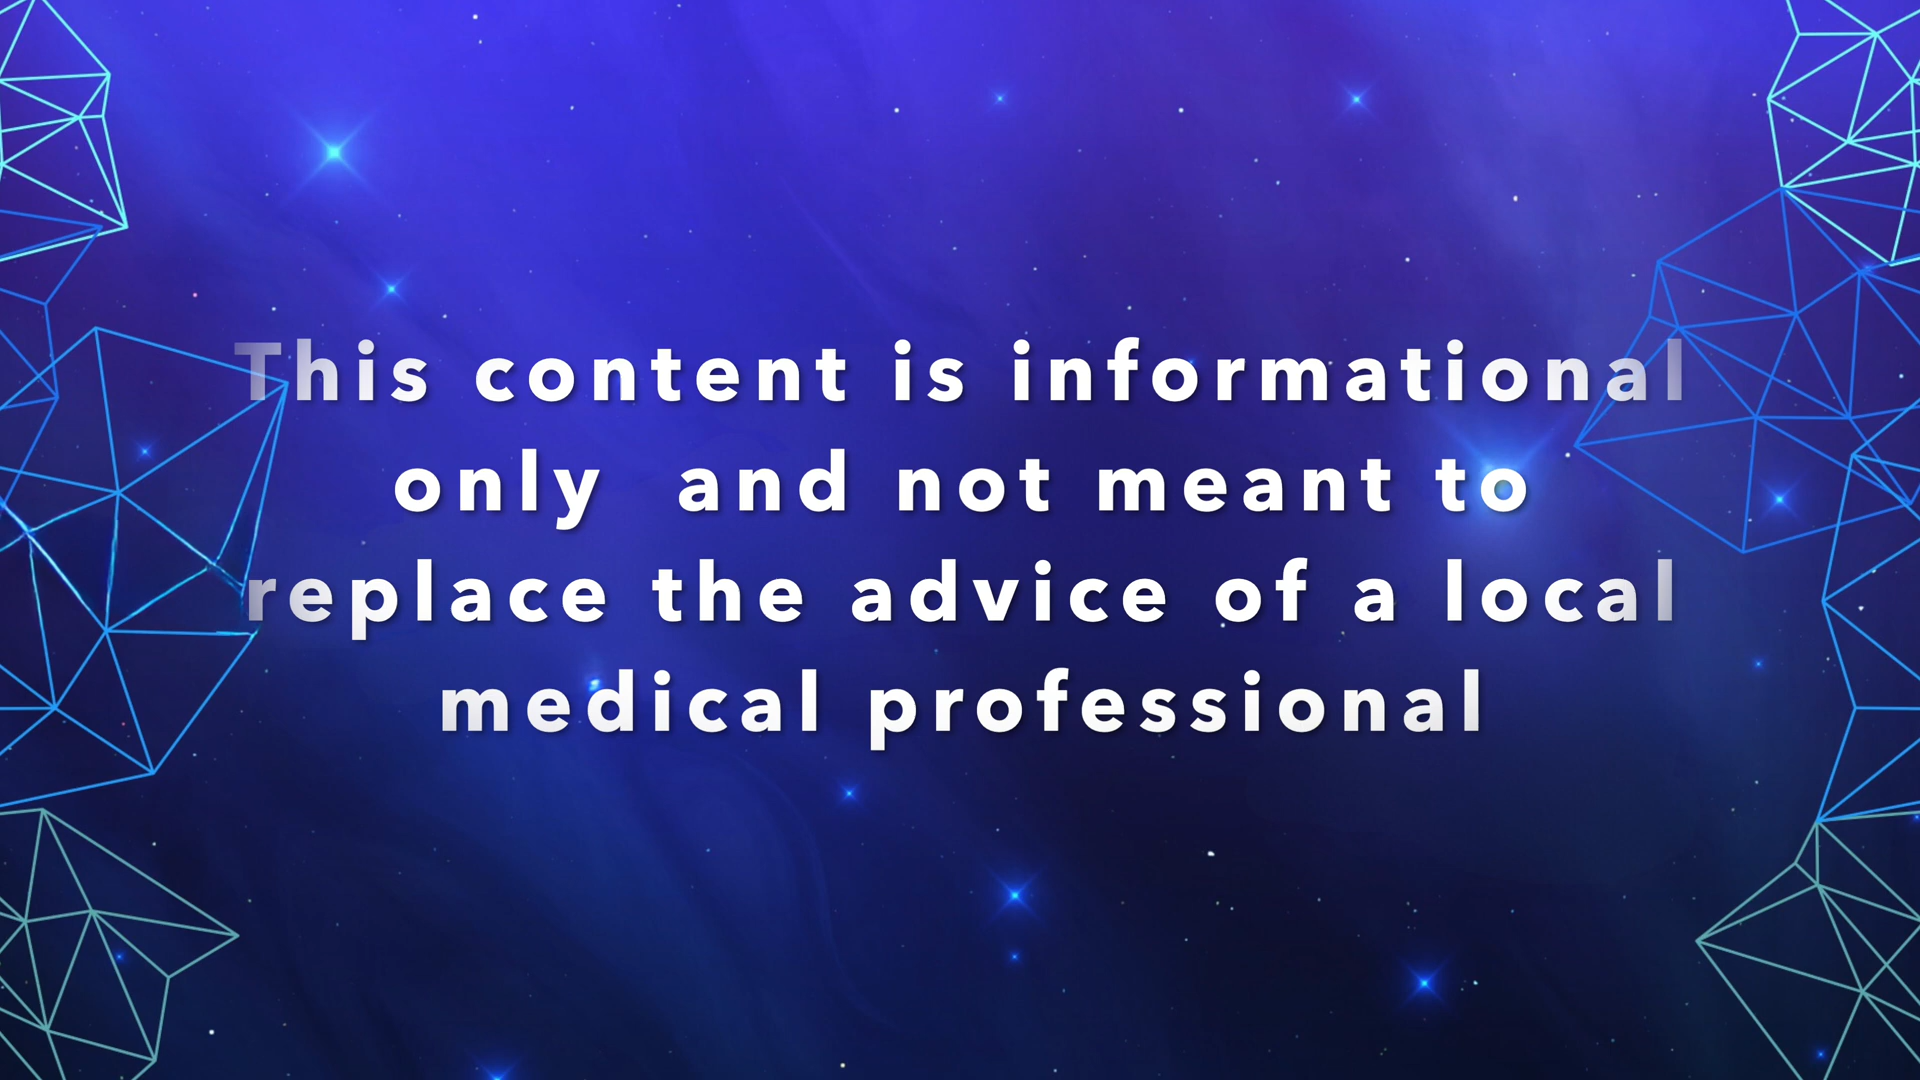 This content is informational
only  and not meant to
replace the advice of a local
medical professional